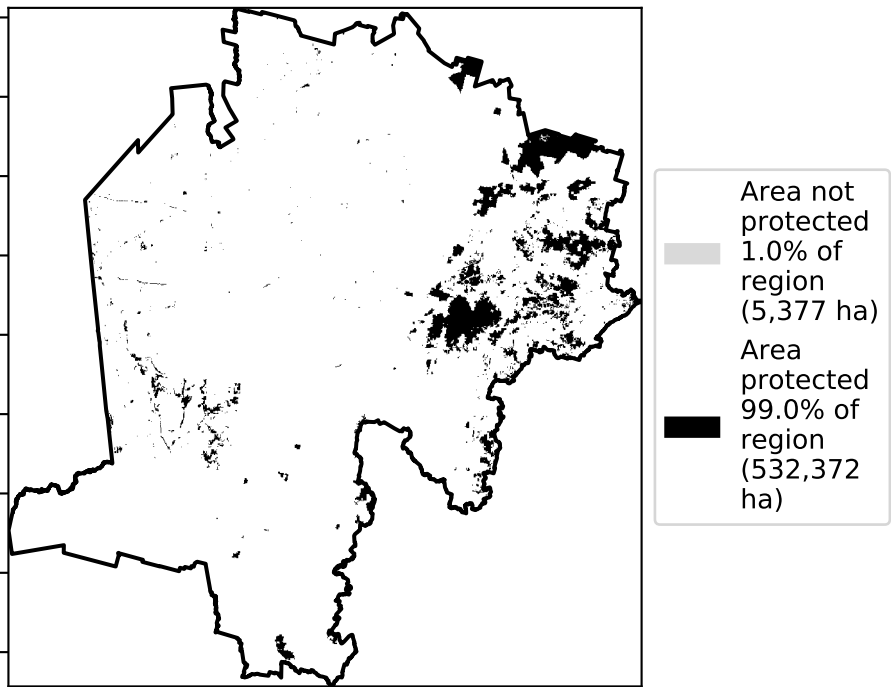 Area not
protected
1.0% of
region
(5,377 ha)
Area
protected
99.0% of
region
(532,372
ha)